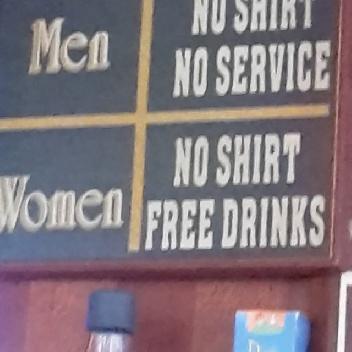 Men
NO SHIRT
NO SERVICE
Women
NO SHIRT
FREE DRINKS